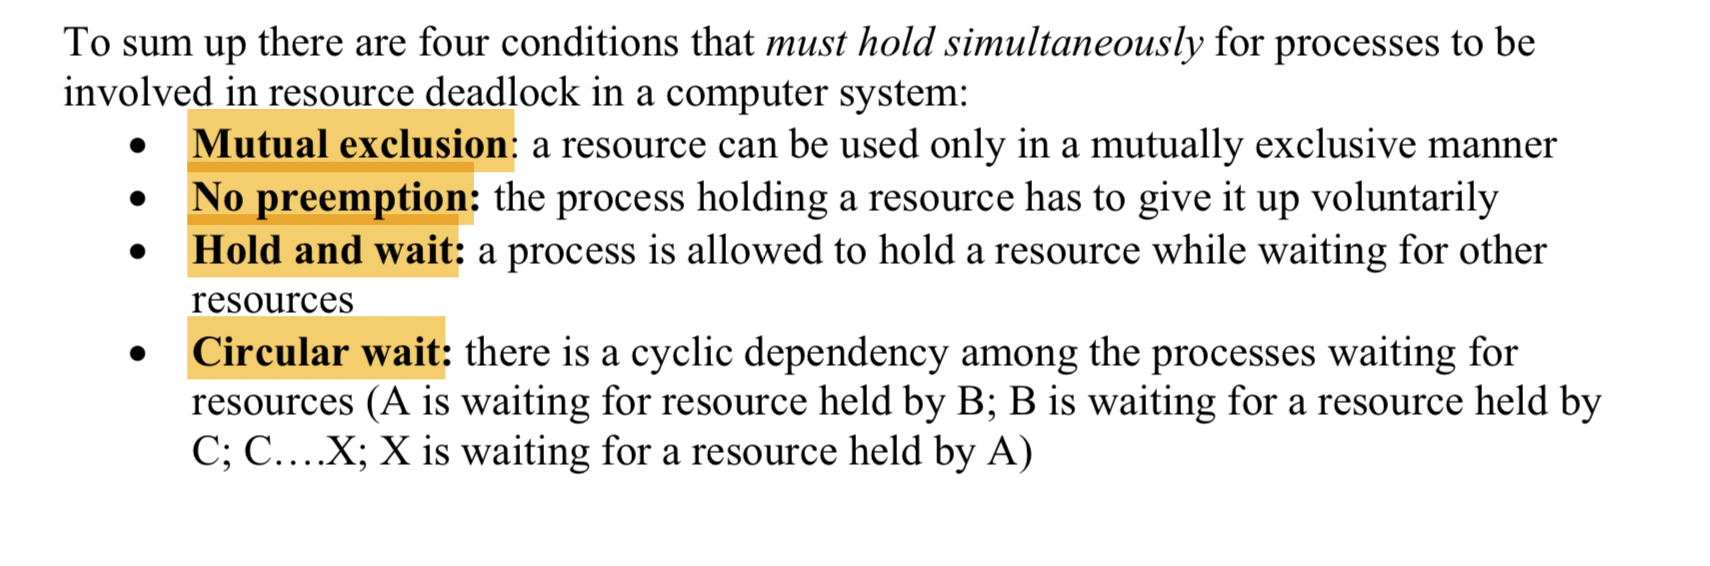 To sum up there are four conditions that must hold simultaneously for processes to be
involved in resource deadlock in a computer system:
• Mutual exclusion: a resource can be used only in a mutually exclusive manner
• No preemption: the process holding a resource has to give it up voluntarily
• Hold and wait: a process is allowed to hold a resource while waiting for other
resources
• Circular wait: there is a cyclic dependency among the processes waiting for
resources (A is waiting for resource held by B; B is waiting for a resource held by
C; C....X; X is waiting for a resource held by A)